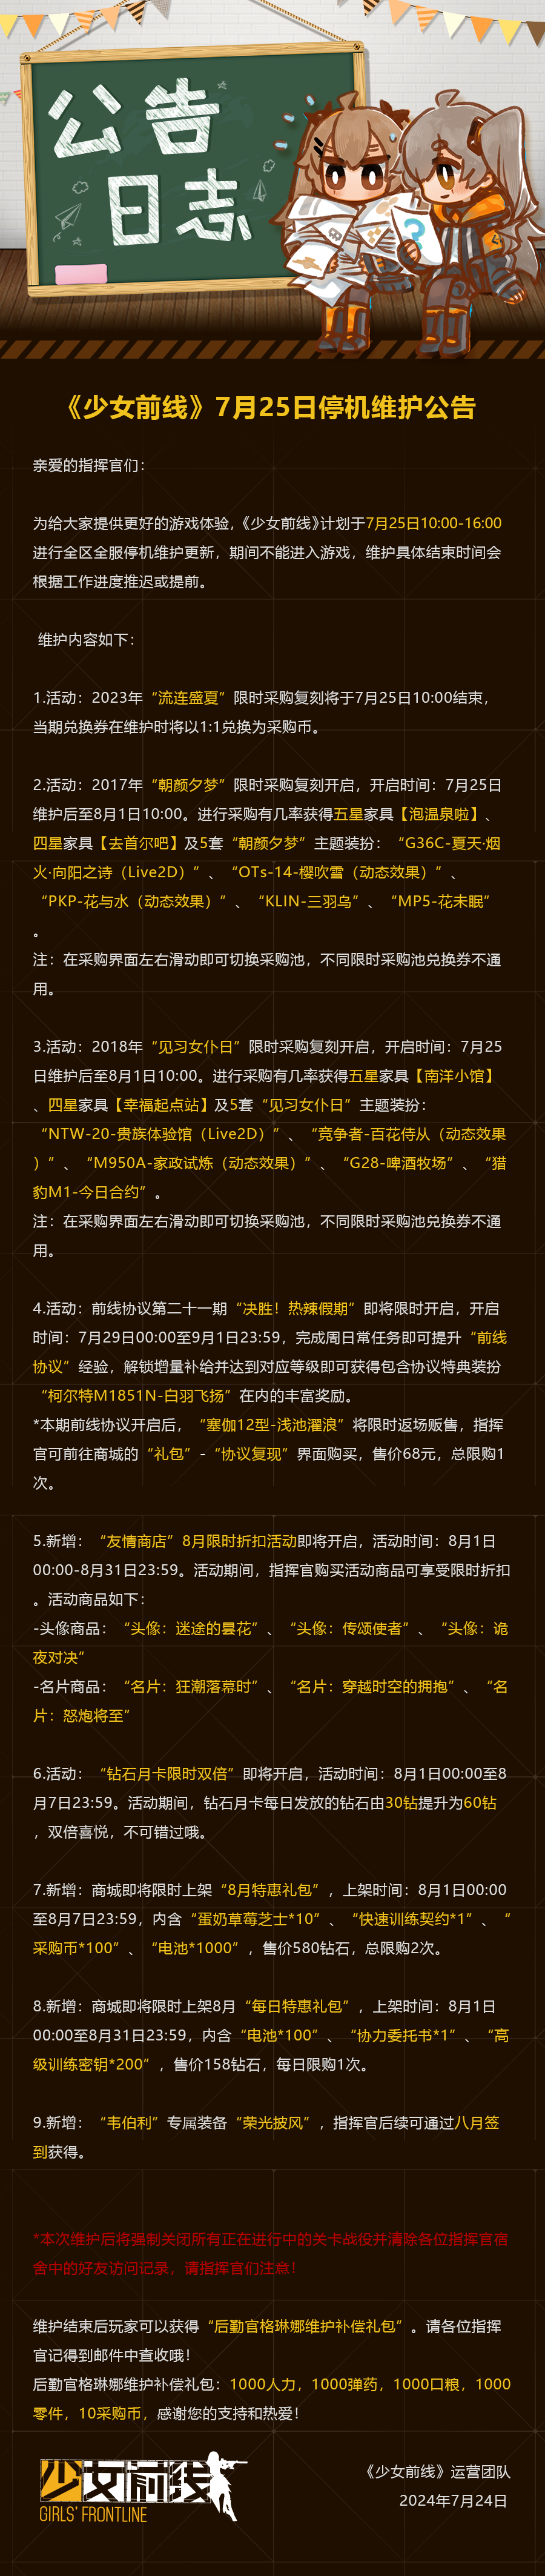 公告
日志
?
《少女前线》7月25日停机维护公告
亲爱的指挥官们：
为给大家提供更好的游戏体验，《少女前线》计划于7月25日10:00-16:00
进行全区全服停机维护更新，期间不能进入游戏，维护具体结束时间会
根据工作进度推迟或提前。
维护内容如下：
1.活动：2023年“流连盛夏”限时采购复刻将于7月25日10:00结束，
当期兑换券在维护时将以1:1兑换为采购币。
2.活动：2017年“朝颜夕梦”限时采购复刻开启，开启时间：7月25日
维护后至8月1日10:00。进行采购有几率获得五星家具【泡温泉啦】、
四星家具【去首尔吧】及5套“朝颜夕梦”主题装扮：“G36C-夏天·烟
火·向阳之诗（Live2D）”、“OTs-14-樱吹雪（动态效果）”、
“PKP-花与水（动态效果）”、“KLIN-三羽乌”、“MP5-花未眠”
。
注：在采购界面左右滑动即可切换采购池，不同限时采购池兑换券不通
用。
3.活动：2018年“见习女仆日”限时采购复刻开启，开启时间：7月25
日维护后至8月1日10:00。进行采购有几率获得五星家具【南洋小馆】
、四星家具【幸福起点站】及5套“见习女仆日”主题装扮：
“NTW-20-贵族体验馆（Live2D）”、“竞争者-百花侍从（动态效果
）”、“M950A-家政试炼（动态效果）”、“G28-啤酒牧场”、“猎
豹M1-今日合约”。
注：在采购界面左右滑动即可切换采购池，不同限时采购池兑换券不通
用。
4.活动：前线协议第二十一期“决胜！热辣假期”即将限时开启，开启
时间：7月29日00:00至9月1日23:59，完成周日常任务即可提升“前线
协议”经验，解锁增量补给并达到对应等级即可获得包含协议特典装扮
“柯尔特M1851N-白羽飞扬”在内的丰富奖励。
*本期前线协议开启后，“塞伽12型-浅池濯浪”将限时返场贩售，指挥
官可前往商城的“礼包”-“协议复现”界面购买，售价68元，总限购1
次。
5.新增：“友情商店”8月限时折扣活动即将开启，活动时间：8月1日
00:00-8月31日23:59。活动期间，指挥官购买活动商品可享受限时折扣
。活动商品如下：
-头像商品：“头像：迷途的昙花”、“头像：传颂使者”、“头像：诡
夜对决”
-名片商品：“名片：狂潮落幕时”、“名片：穿越时空的拥抱”、“名
片：怒炮将至”
6.活动：“钻石月卡限时双倍”即将开启，活动时间：8月1日00:00至8
月7日23:59。活动期间，钻石月卡每日发放的钻石由30钻提升为60钻
，双倍喜悦，不可错过哦。
7.新增：商城即将限时上架“8月特惠礼包”，上架时间：8月1日00:00
至8月7日23:59，内含“蛋奶草莓芝士*10”、“快速训练契约*1”、“
采购币*100”、“电池*1000”，售价580钻石，总限购2次。
8.新增：商城即将限时上架8月“每日特惠礼包”，上架时间：8月1日
00:00至8月31日23:59，内含“电池*100”、“协力委托书*1”、“高
级训练密钥*200”，售价158钻石，每日限购1次。
9.新增：“韦伯利”专属装备“荣光披风”，指挥官后续可通过八月签
到获得。
*本次维护后将强制关闭所有正在进行中的关卡战役并清除各位指挥官宿
舍中的好友访问记录，请指挥官们注意！
维护结束后玩家可以获得“后勤官格琳娜维护补偿礼包”。请各位指挥
官记得到邮件中查收哦！
后勤官格琳娜维护补偿礼包：1000人力，1000弹药，1000口粮，1000
零件，10采购币，感谢您的支持和热爱！
少女前线
GIRLS' FRONTLINE
《少女前线》运营团队
2024年7月24日